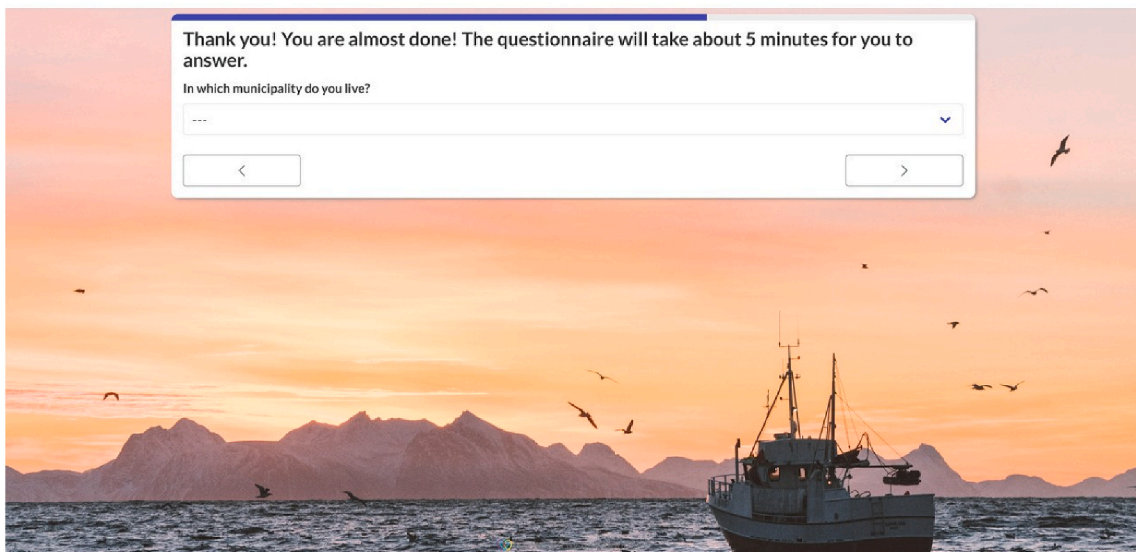 Thank you! You are almost done! The questionnaire will take about 5 minutes for you to
answer.
In which municipality do you live?
---
<
>